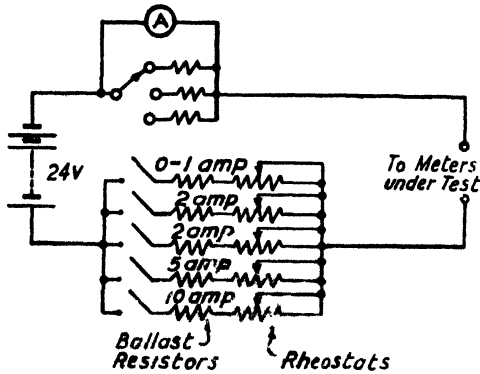 A
24V
0-1 amp
2 amp
2 amp
5 amp
10 amp
To Meters
under Test
Ballast
Resistors
Rheostats